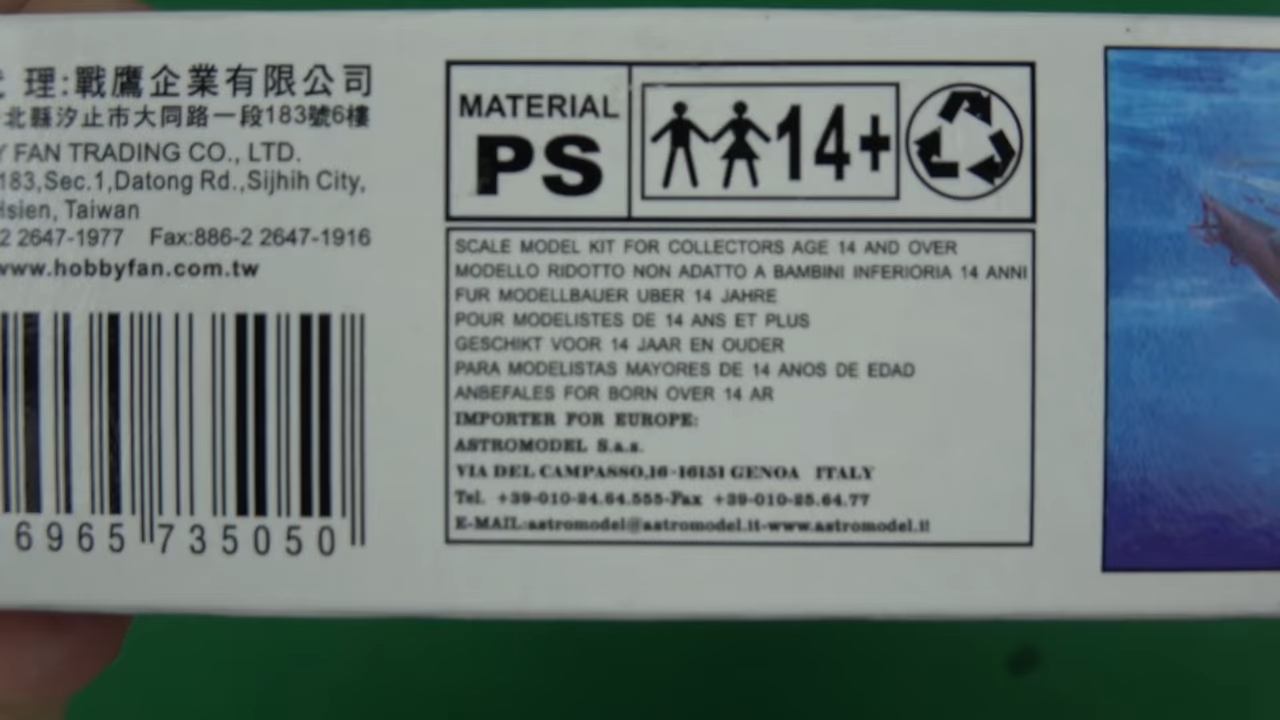 理:戰鷹企業有限公司
北縣汐止市大同路一段183號6樓
Y FAN TRADING CO., LTD.
183,Sec.1,Datong Rd.,Sijhih City,
Hsien, Taiwan
2 2647-1977 Fax:886-2 2647-1916
www.hobbyfan.com.tw
6965 735050
MATERIAL
PS
14+
SCALE MODEL KIT FOR COLLECTORS AGE 14 AND OVER
MODELLO RIDOTTO NON ADATTO A BAMBINI INFERIORIA 14 ANNI
FUR MODELLBAUER UBER 14 JAHRE
POUR MODELISTES DE 14 ANS ET PLUS
GESCHIKT VOOR 14 JAAR EN OUDER
PARA MODELISTAS MAYORES DE 14 ANOS DE EDAD
ANBEFALES FOR BORN OVER 14 AR
IMPORTER FOR EUROPE:
ASTROMODEL S.a.s.
VIA DEL CAMPASSO,16-16151 GENOA ITALY
Tel. +39-010-24.64.555-Fax +39-010-25.64.77
E-MAIL:astromodel@astromodel.it-www.astromodel.it